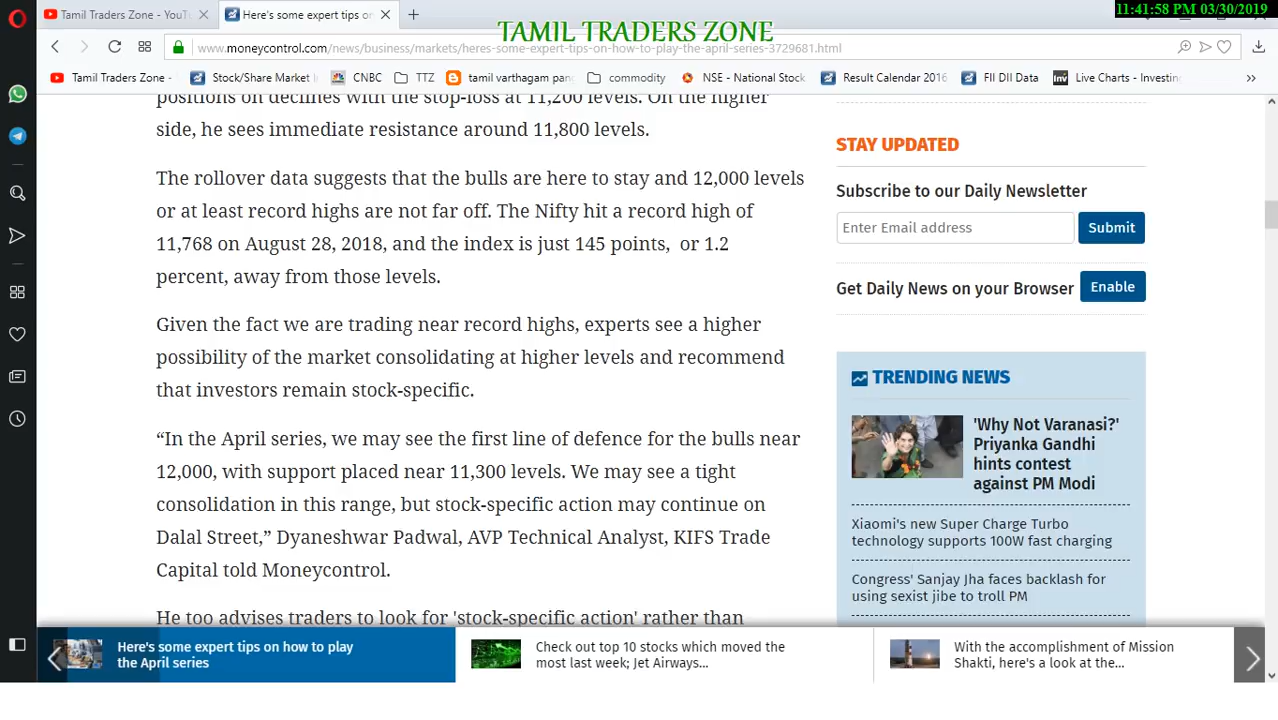 11:41:58 PM 03/30/2019
Tamil Traders Zone - YouTu
Here's some expert tips on
TAMIL TRADERS ZONE
www.moneycontrol.com/news/business/markets/heres-some-expert-tips-on-how-to-play-the-april-series-3729681.html
Tamil Traders Zone -
Stock/Share Market I
CNBC
TTZ
tamil varthagam pan
commodity
NSE - National Stock
Result Calendar 2016
FII DII Data
Inv
Live Charts - Investin
positions on declines with the stop-loss at 11,200 levels. On the higher
side, he sees immediate resistance around 11,800 levels.
The rollover data suggests that the bulls are here to stay and 12,000 levels
or at least record highs are not far off. The Nifty hit a record high of
11,768 on August 28, 2018, and the index is just 145 points, or 1.2
percent, away from those levels.
Given the fact we are trading near record highs, experts see a higher
possibility of the market consolidating at higher levels and recommend
that investors remain stock-specific.
“In the April series, we may see the first line of defence for the bulls near
12,000, with support placed near 11,300 levels. We may see a tight
consolidation in this range, but stock-specific action may continue on
Dalal Street,” Dyaneshwar Padwal, AVP Technical Analyst, KIFS Trade
Capital told Moneycontrol.
He too advises traders to look for 'stock-specific action' rather than
STAY UPDATED
Subscribe to our Daily Newsletter
Enter Email address
Submit
Get Daily News on your Browser
Enable
TRENDING NEWS
'Why Not Varanasi?'
Priyanka Gandhi
hints contest
against PM Modi
Xiaomi's new Super Charge Turbo
technology supports 100W fast charging
Congress' Sanjay Jha faces backlash for
using sexist jibe to troll PM
Here's some expert tips on how to play
the April series
Check out top 10 stocks which moved the
most last week; Jet Airways...
With the accomplishment of Mission
Shakti, here's a look at the...